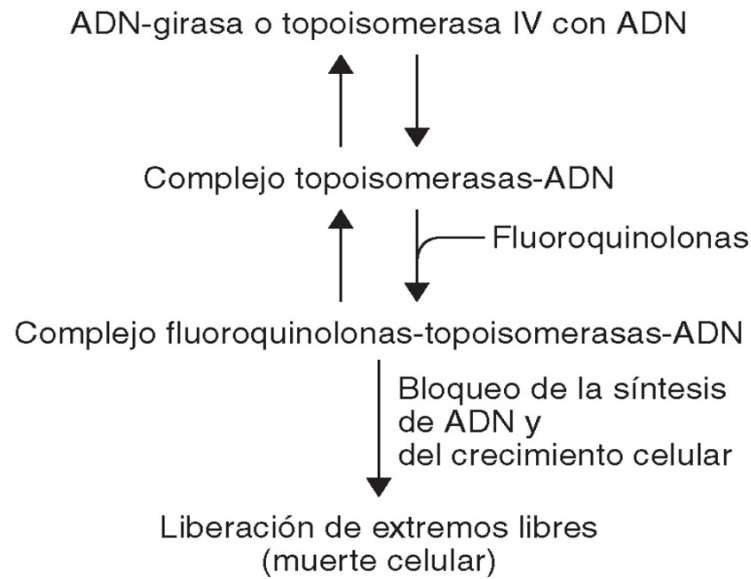 ADN-girasa o topoisomerasa IV con ADN
Complejo topoisomerasas-ADN
Fluoroquinolonas
Complejo fluoroquinolonas-topoisomerasas-ADN
Bloqueo de la síntesis
de ADN y
del crecimiento celular
Liberación de extremos libres
(muerte celular)